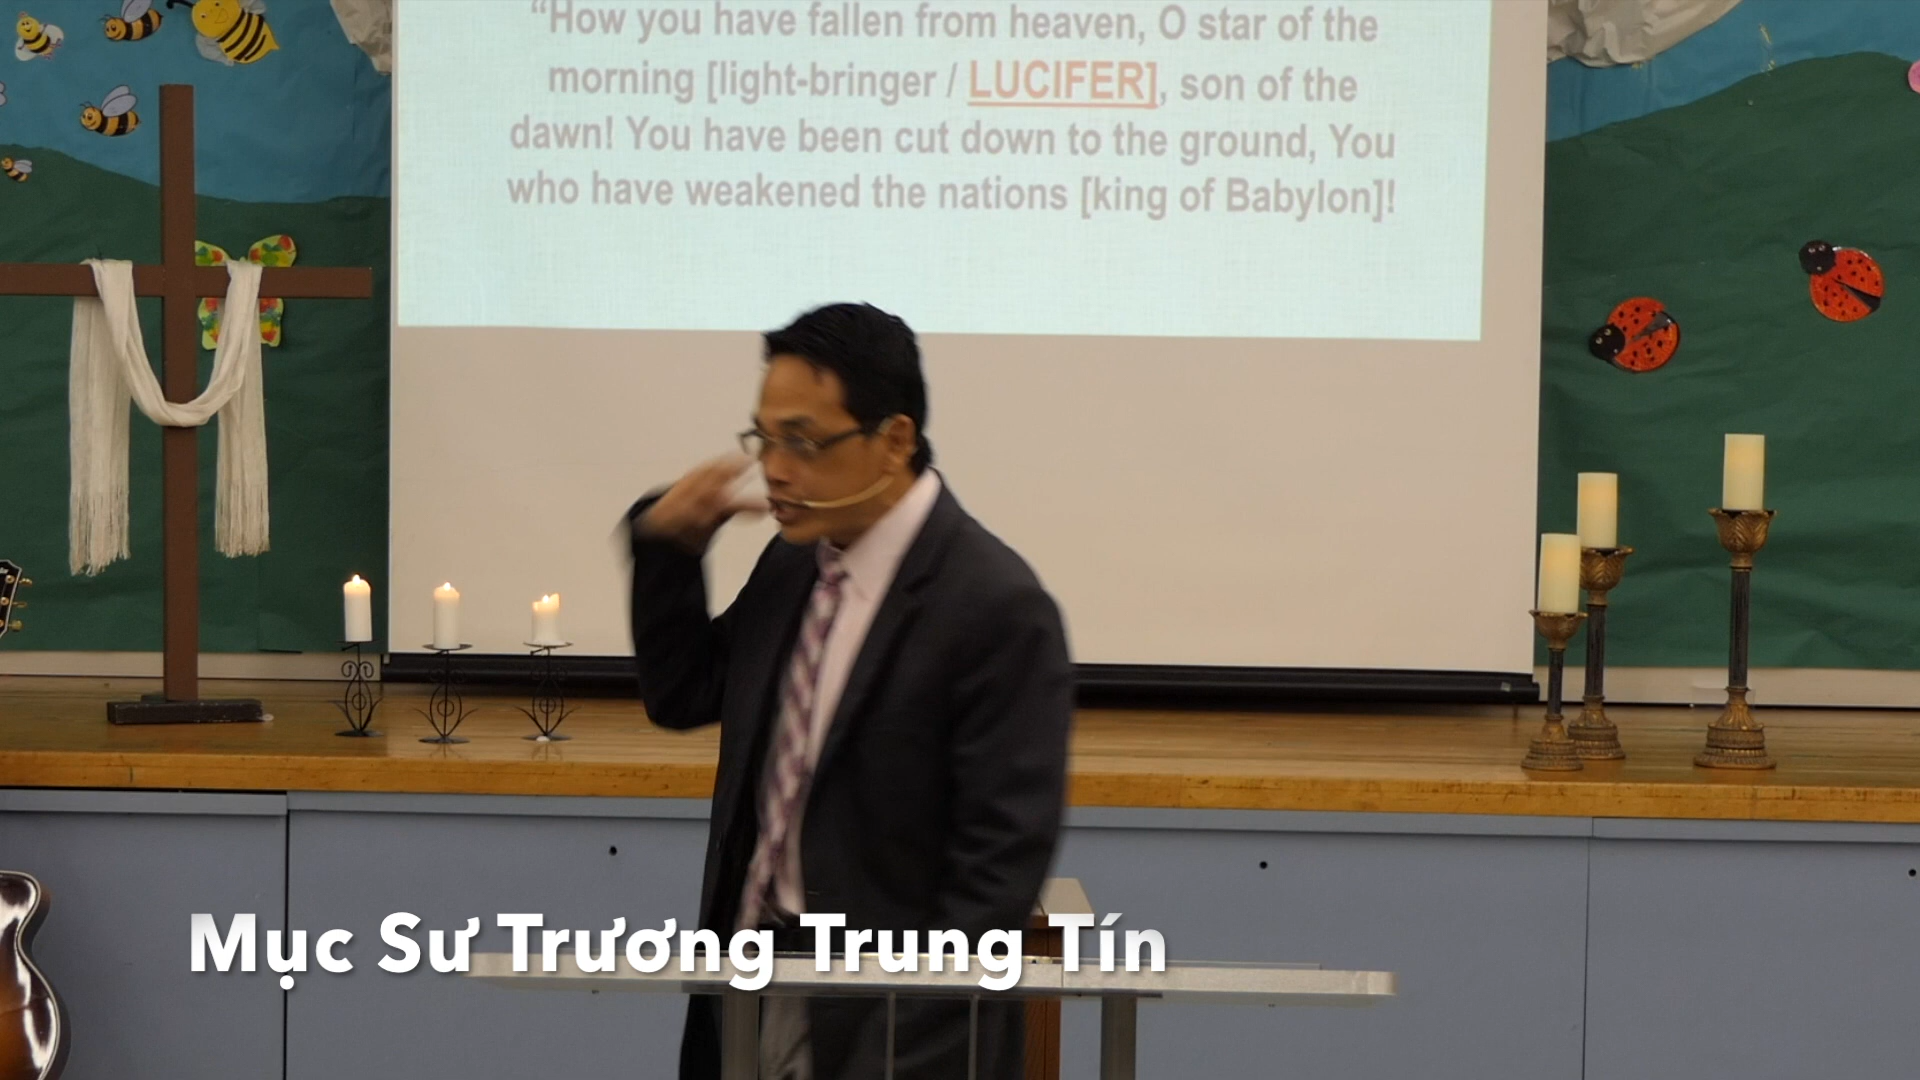 “How you have fallen from heaven, O star of the
morning [light-bringer / LUCIFER], son of the
dawn! You have been cut down to the ground, You
who have weakened the nations [king of Babylon]!
Mục Sư Trương Trung Tín